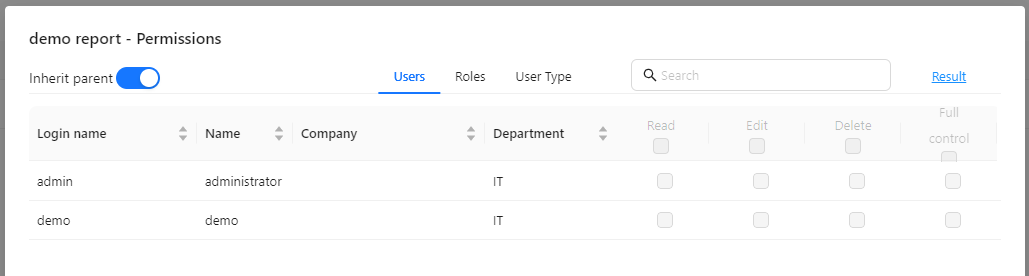 demo report - Permissions
Inherit parent
Users Roles User Type Search Result
Login name Name Company Department Read Edit Delete Full control
admin administrator IT
demo demo IT